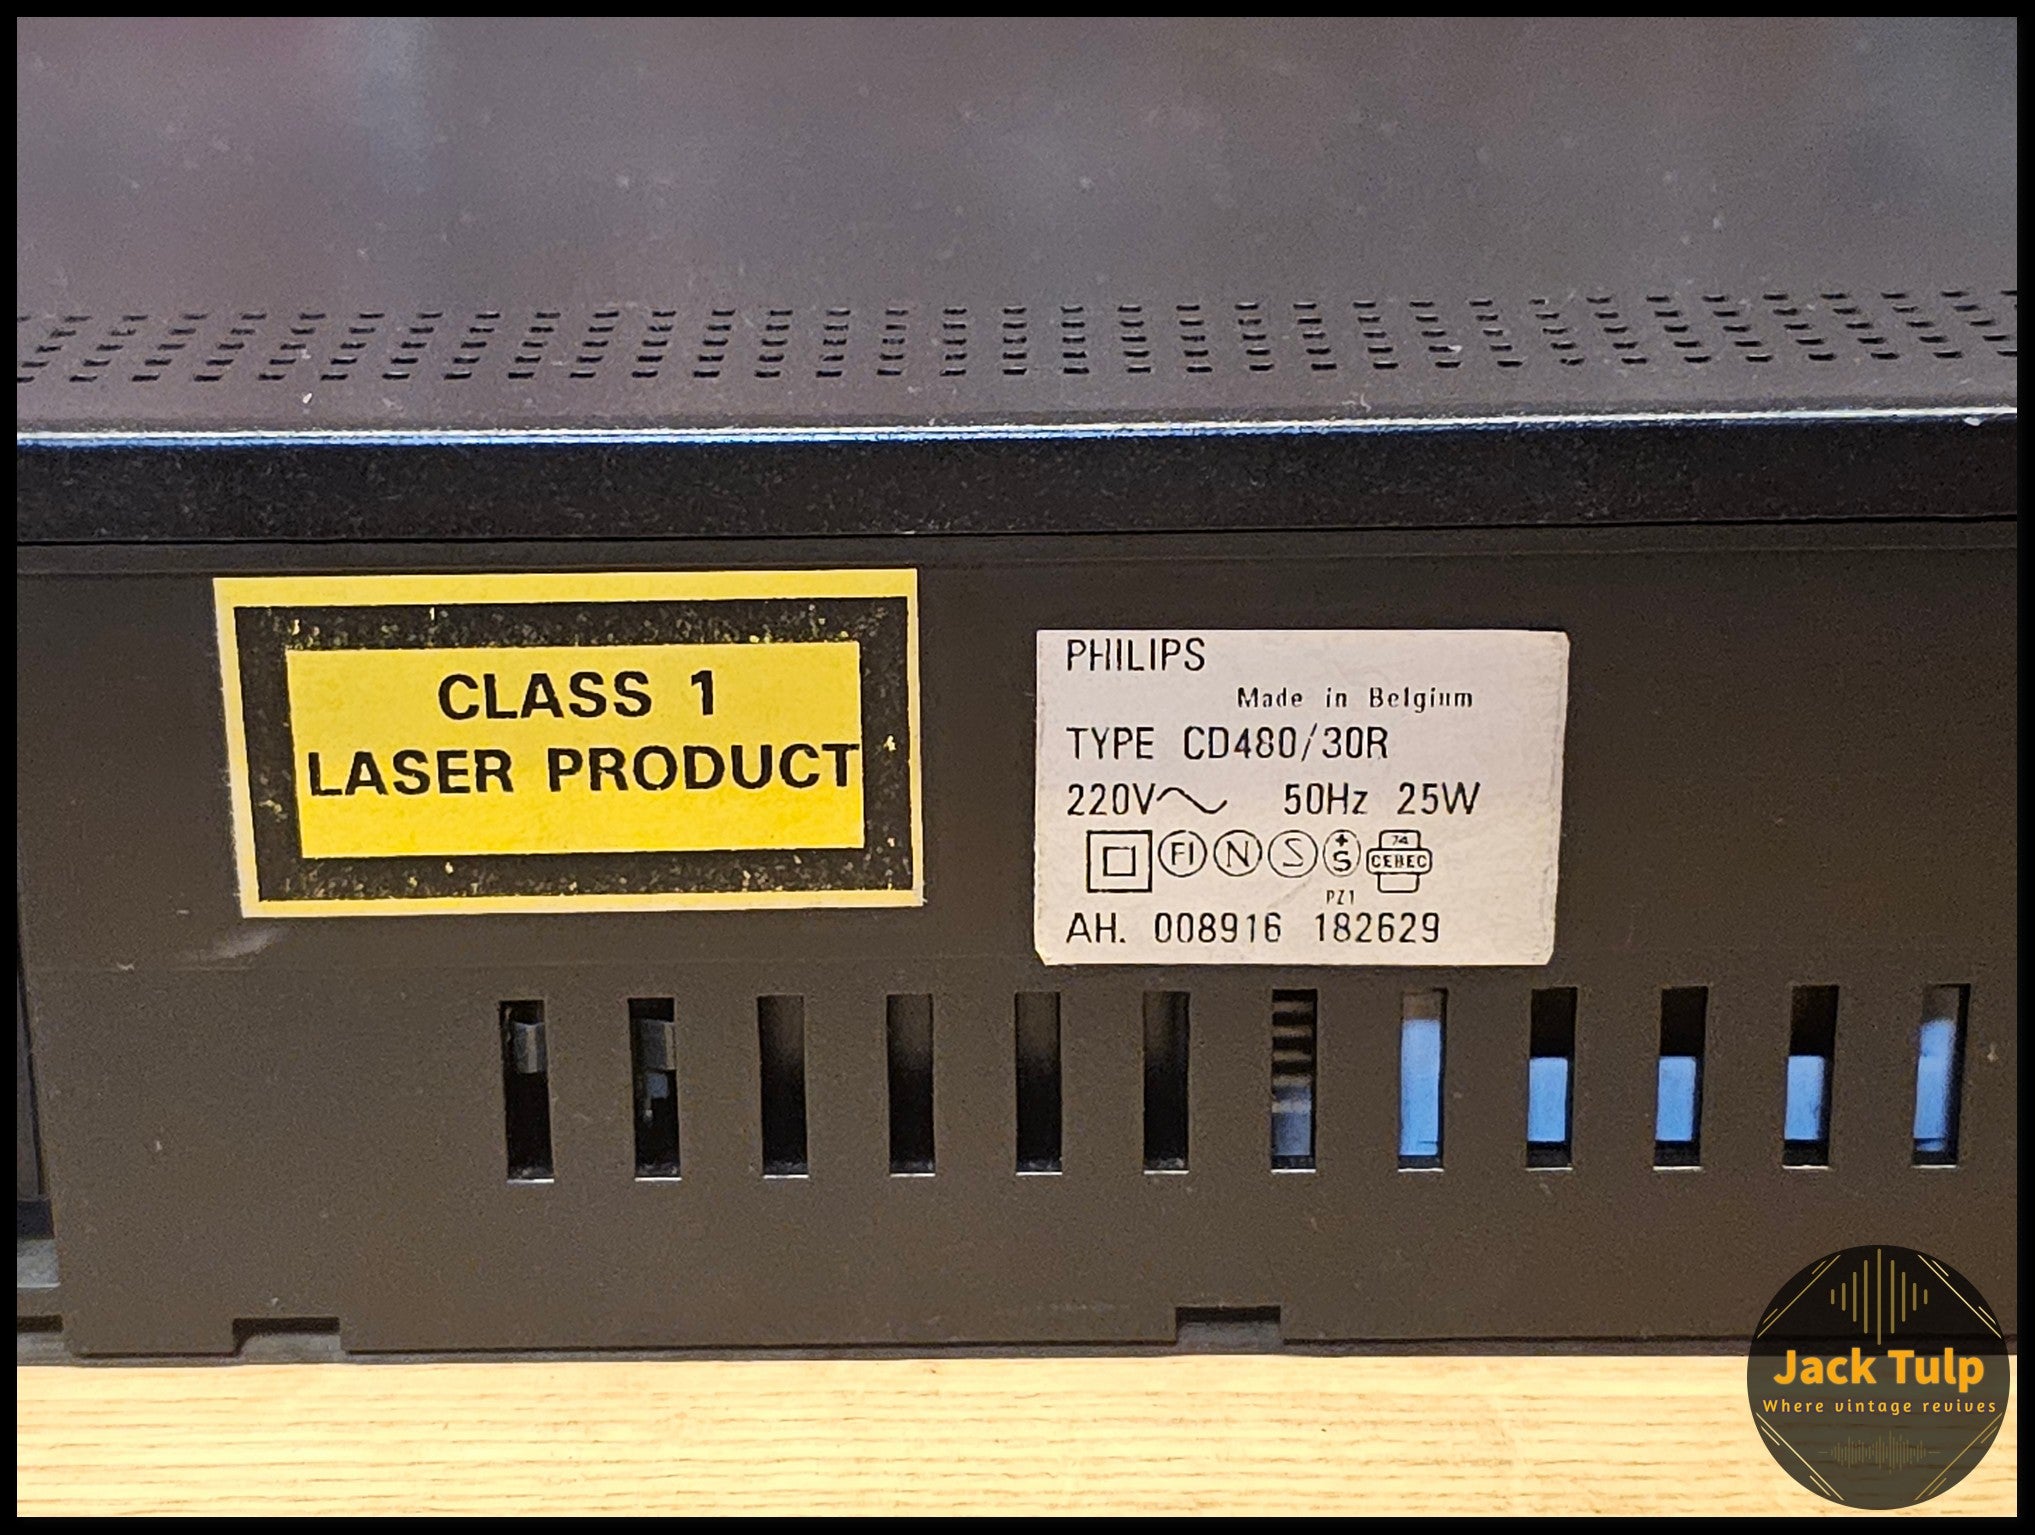 CLASS 1
LASER PRODUCT
PHILIPS
Made in Belgium
TYPE CD480/30R
220V~ 50Hz 25W
FI N S +S 74 CEBEC
PZ1
AH. 008916 182629
Jack Tulp
Where vintage revives